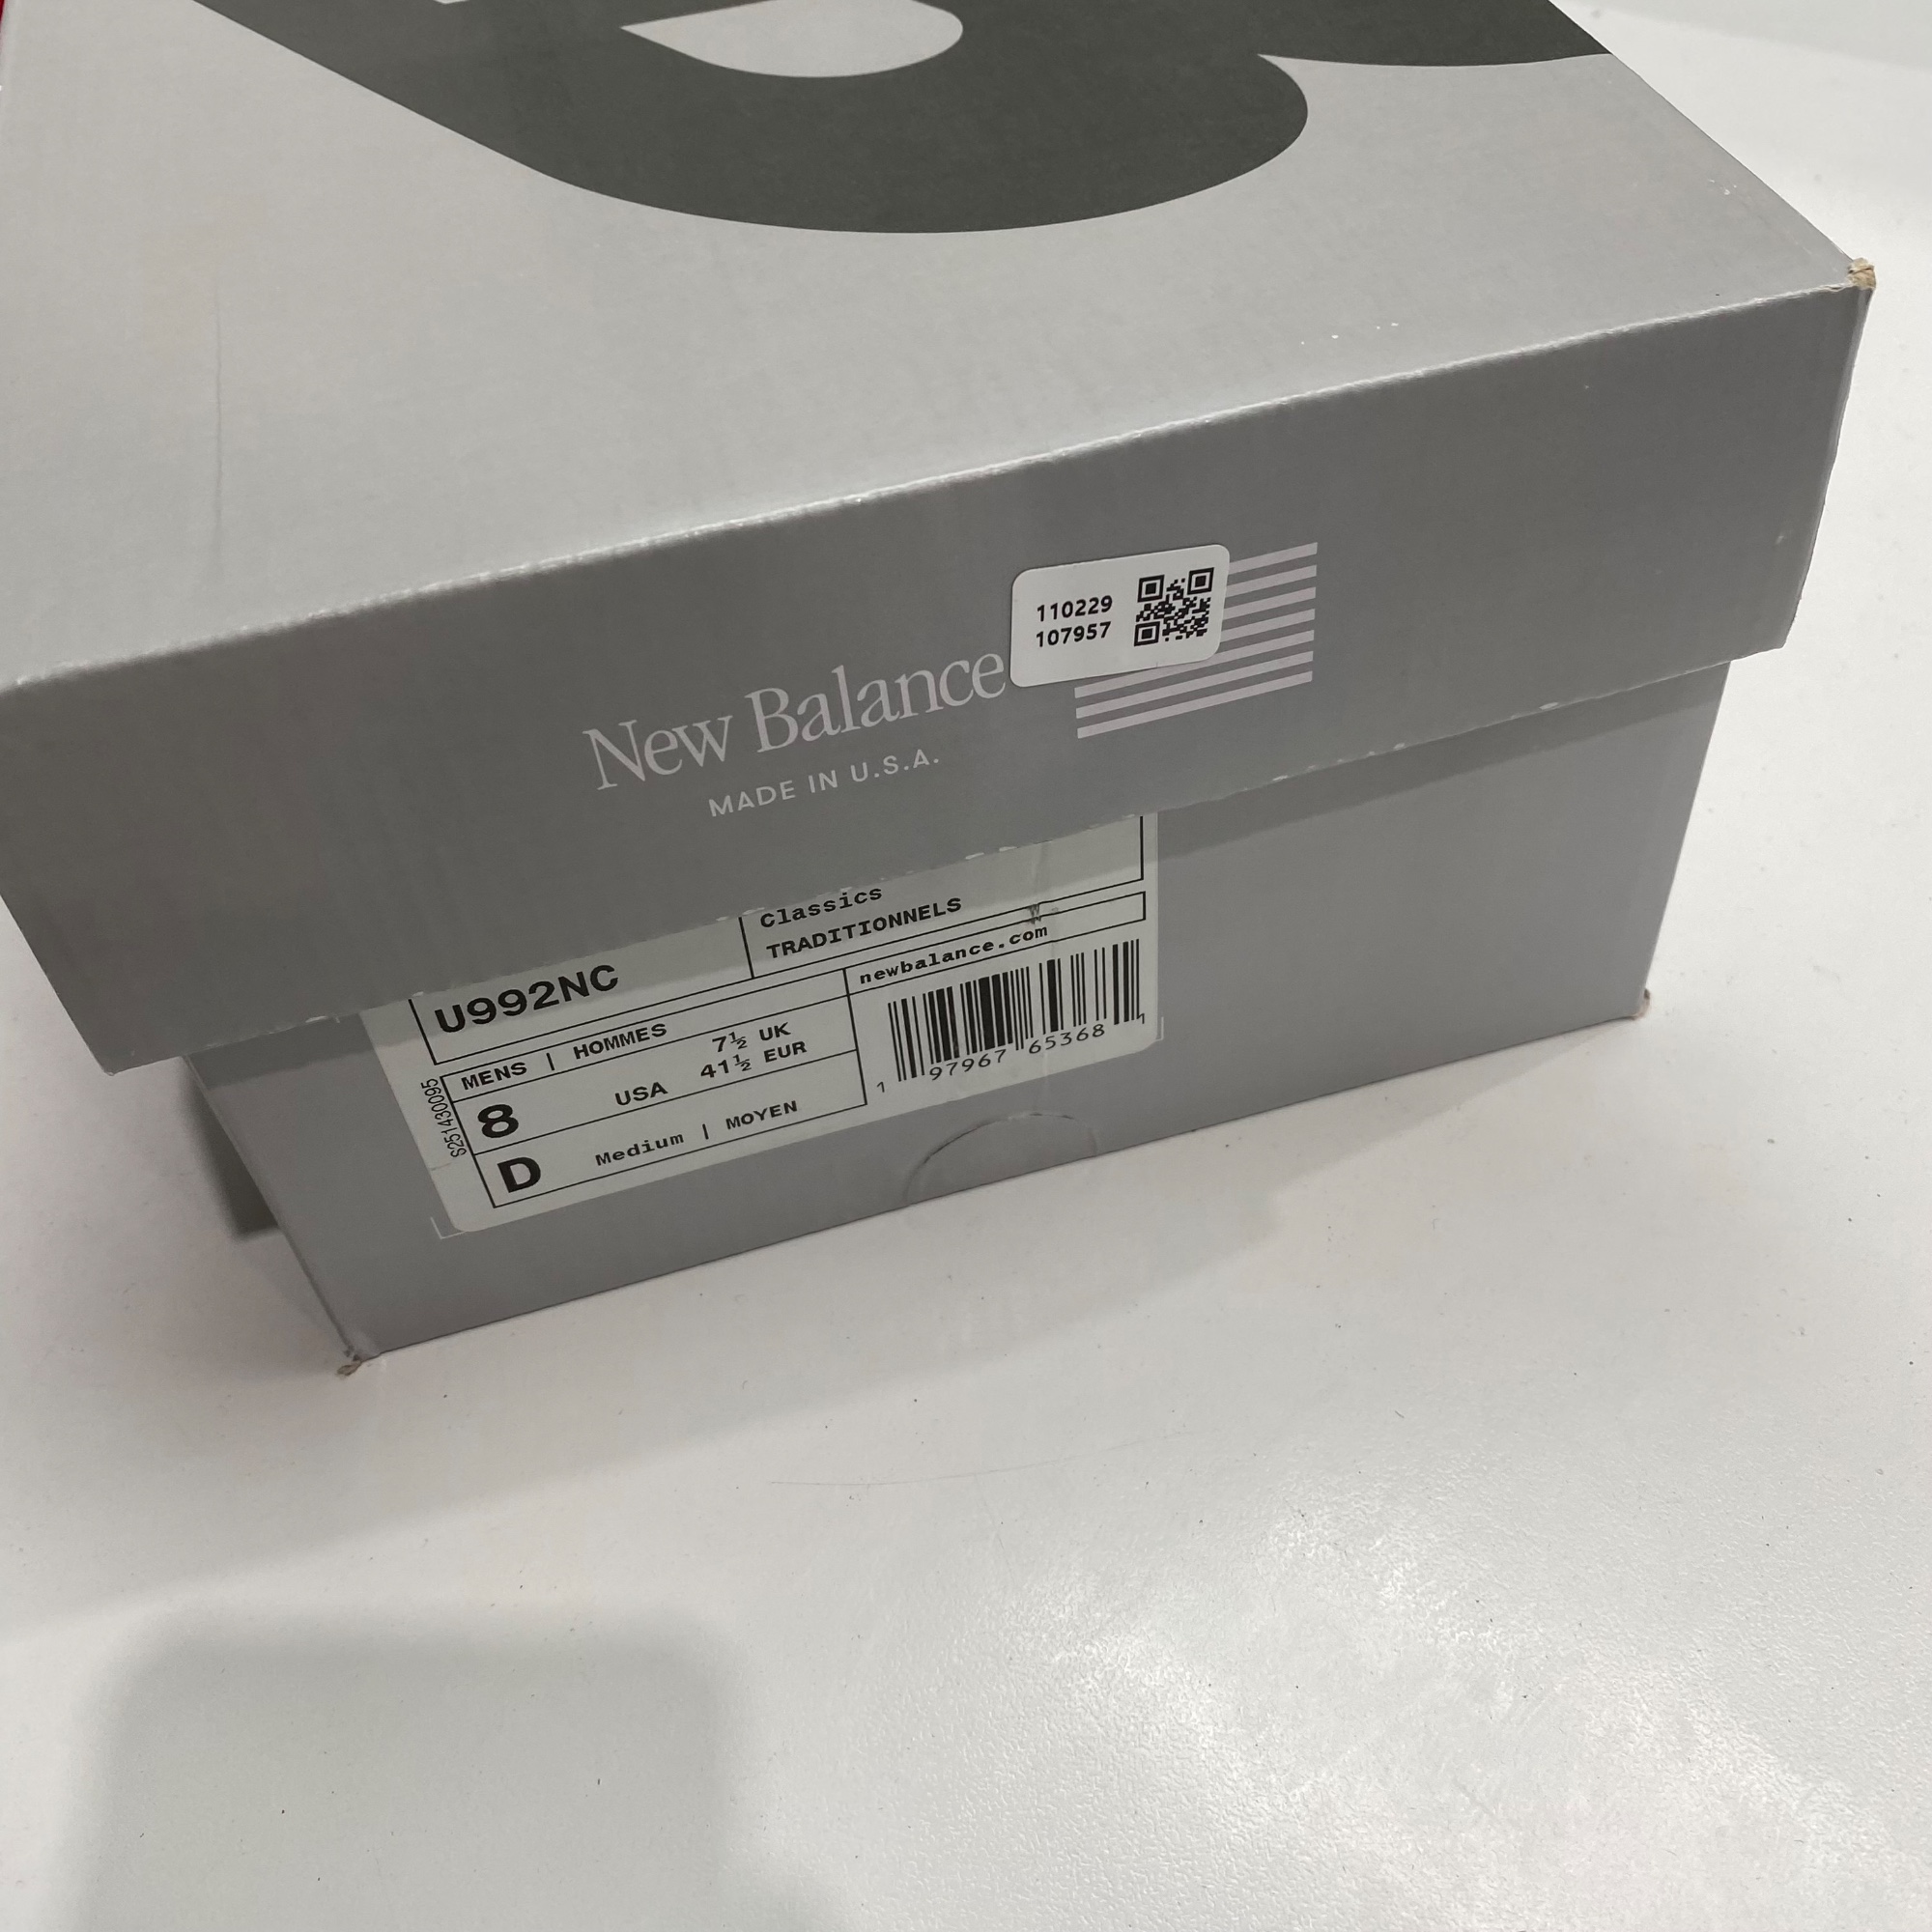 110229
107957
New Balance
MADE IN U.S.A.
Classics
TRADITIONNELS
U992NC
newbalance.com
MENS | HOMMES
8 USA 7½ UK
41½ EUR
D Medium | MOYEN
1 97967 65368 1
S251430095